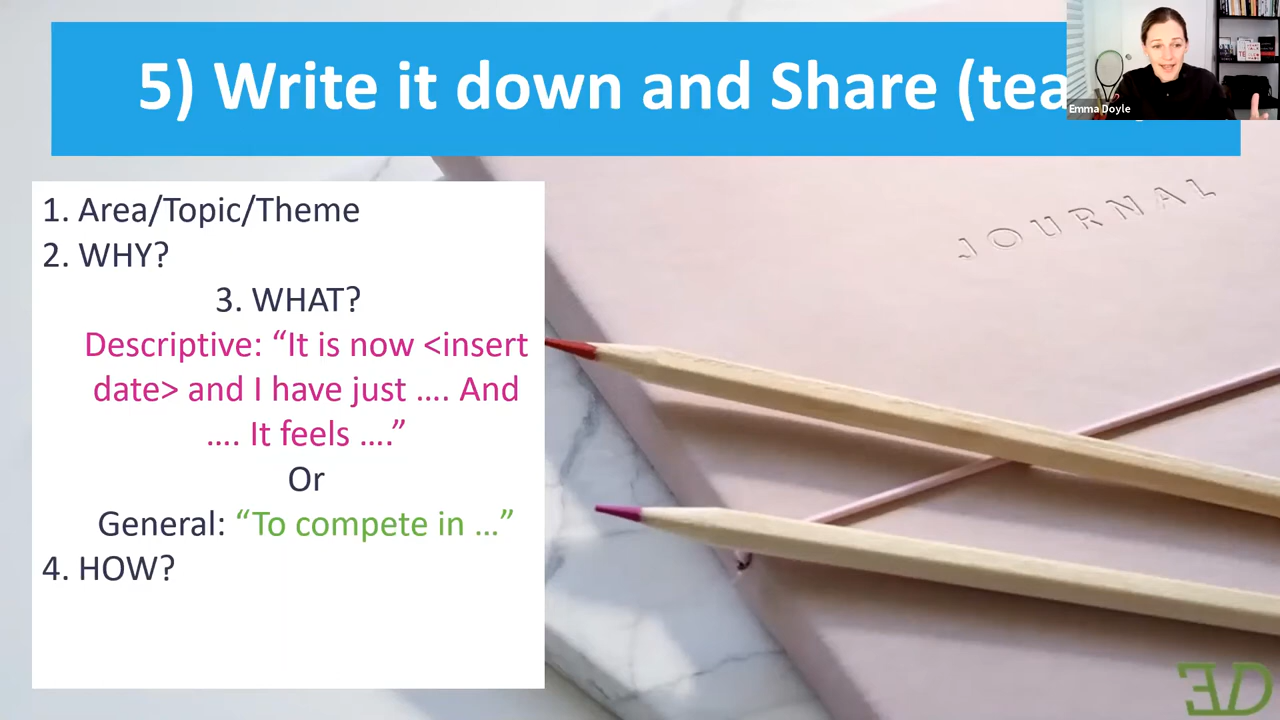 5) Write it down and Share (tea
Emma Doyle
JOURNAL
1. Area/Topic/Theme
2. WHY?
3. WHAT?
Descriptive: “It is now <insert
date> and I have just .... And
.... It feels ....”
Or
General: “To compete in ...”
4. HOW?
ED